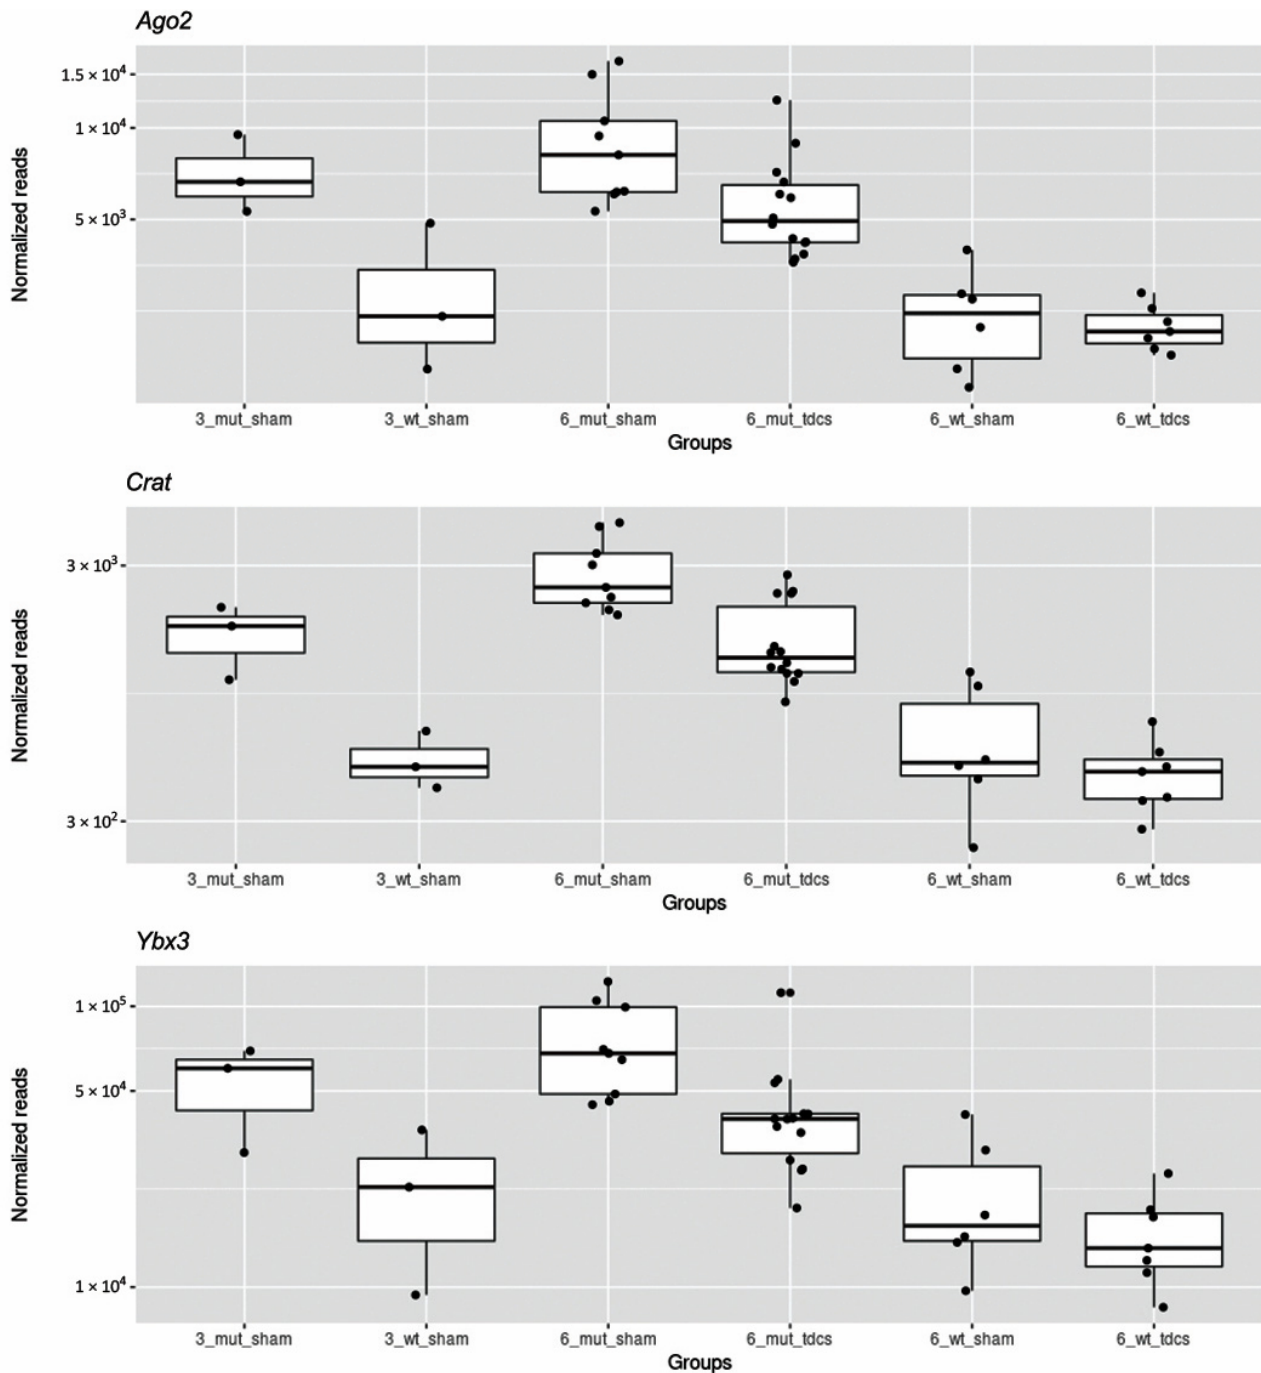 Ago2
Normalized reads
1.5 × 10⁴
1 × 10⁴
5 × 10³
3_mut_sham 3_wt_sham 6_mut_sham 6_mut_tdcs 6_wt_sham 6_wt_tdcs
Groups
Crat
Normalized reads
3 × 10³
3 × 10²
3_mut_sham 3_wt_sham 6_mut_sham 6_mut_tdcs 6_wt_sham 6_wt_tdcs
Groups
Ybx3
Normalized reads
1 × 10⁵
5 × 10⁴
1 × 10⁴
3_mut_sham 3_wt_sham 6_mut_sham 6_mut_tdcs 6_wt_sham 6_wt_tdcs
Groups